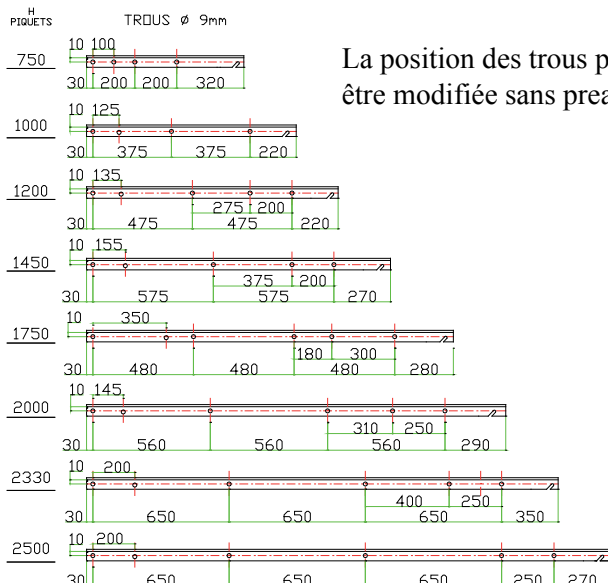 H
PIQUETS
TROUS Ø 9mm
La position des trous p
être modifiée sans prea
750
10 100
30 200 200 320
1000
10 125
30 375 375 220
1200
10 135
275 200
30 475 475 220
1450
10 155
375 200
30 575 575 270
1750
10 350
180 300
30 480 480 480 280
2000
10 145
310 250
30 560 560 560 290
2330
10 200
400 250
30 650 650 650 350
2500
10 200
30 650 650 650 250 270